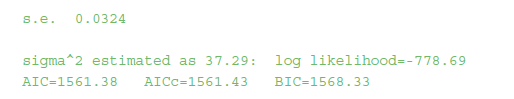 s.e.  0.0324
sigma^2 estimated as 37.29:  log likelihood=-778.69
AIC=1561.38   AICc=1561.43   BIC=1568.33